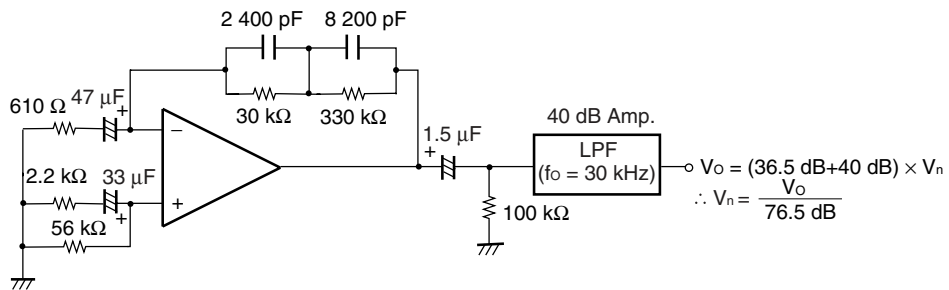 2 400 pF
8 200 pF
30 kΩ
330 kΩ
610 Ω
47 μF
+
−
2.2 kΩ
33 μF
+
+
56 kΩ
1.5 μF
+
100 kΩ
40 dB Amp.
LPF
(fO = 30 kHz)
VO = (36.5 dB+40 dB) × Vn
∴ Vn = VO / 76.5 dB